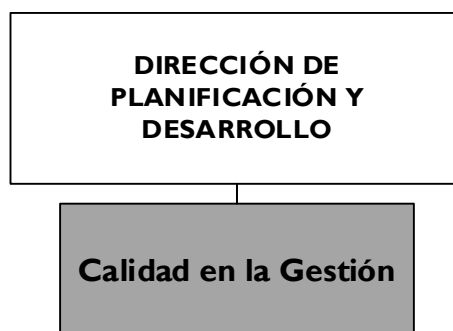 DIRECCIÓN DE
PLANIFICACIÓN Y
DESARROLLO
Calidad en la Gestión